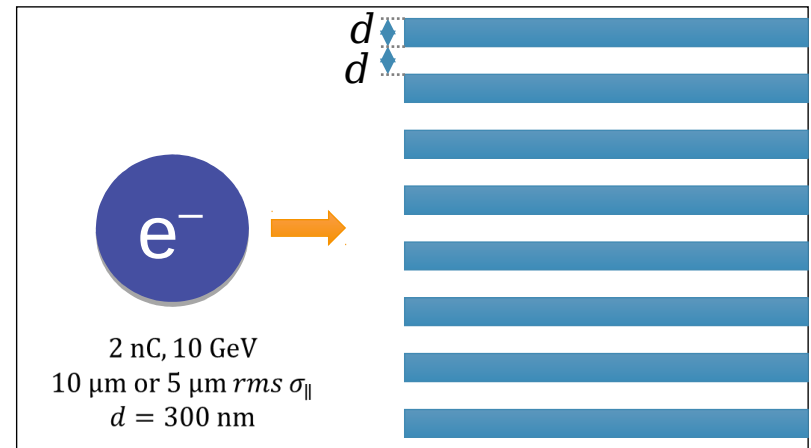 d
d
e⁻
2 nC, 10 GeV
10 μm or 5 μm rms σ∥
d = 300 nm